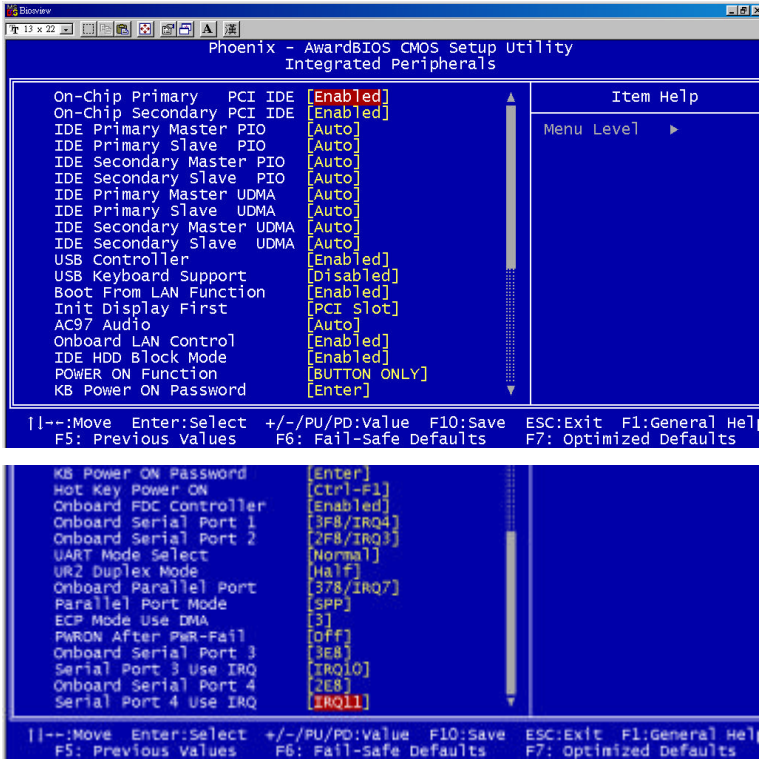 Biosview
13 x 22 A 漢
Phoenix - AwardBIOS CMOS Setup Utility
Integrated Peripherals
On-Chip Primary PCI IDE [Enabled]
On-Chip Secondary PCI IDE [Enabled]
IDE Primary Master PIO [Auto]
IDE Primary Slave PIO [Auto]
IDE Secondary Master PIO [Auto]
IDE Secondary Slave PIO [Auto]
IDE Primary Master UDMA [Auto]
IDE Primary Slave UDMA [Auto]
IDE Secondary Master UDMA [Auto]
IDE Secondary Slave UDMA [Auto]
USB Controller [Enabled]
USB Keyboard Support [Disabled]
Boot From LAN Function [Enabled]
Init Display First [PCI Slot]
AC97 Audio [Auto]
Onboard LAN Control [Enabled]
IDE HDD Block Mode [Enabled]
POWER ON Function [BUTTON ONLY]
KB Power ON Password [Enter]
Item Help
Menu Level ▶
↑↓→←:Move Enter:Select +/-/PU/PD:Value F10:Save ESC:Exit F1:General Help
F5: Previous Values F6: Fail-Safe Defaults F7: Optimized Defaults
KB Power ON Password [Enter]
Hot Key Power ON [Ctrl-F1]
Onboard FDC Controller [Enabled]
Onboard Serial Port 1 [3F8/IRQ4]
Onboard Serial Port 2 [2F8/IRQ3]
UART Mode Select [Normal]
UR2 Duplex Mode [Half]
Onboard Parallel Port [378/IRQ7]
Parallel Port Mode [SPP]
ECP Mode Use DMA [3]
PWRON After PWR-Fail [Off]
Onboard Serial Port 3 [3E8]
Serial Port 3 Use IRQ [IRQ10]
Onboard Serial Port 4 [2E8]
Serial Port 4 Use IRQ [IRQ11]
↑↓→←:Move Enter:Select +/-/PU/PD:Value F10:Save ESC:Exit F1:General Help
F5: Previous Values F6: Fail-Safe Defaults F7: Optimized Defaults